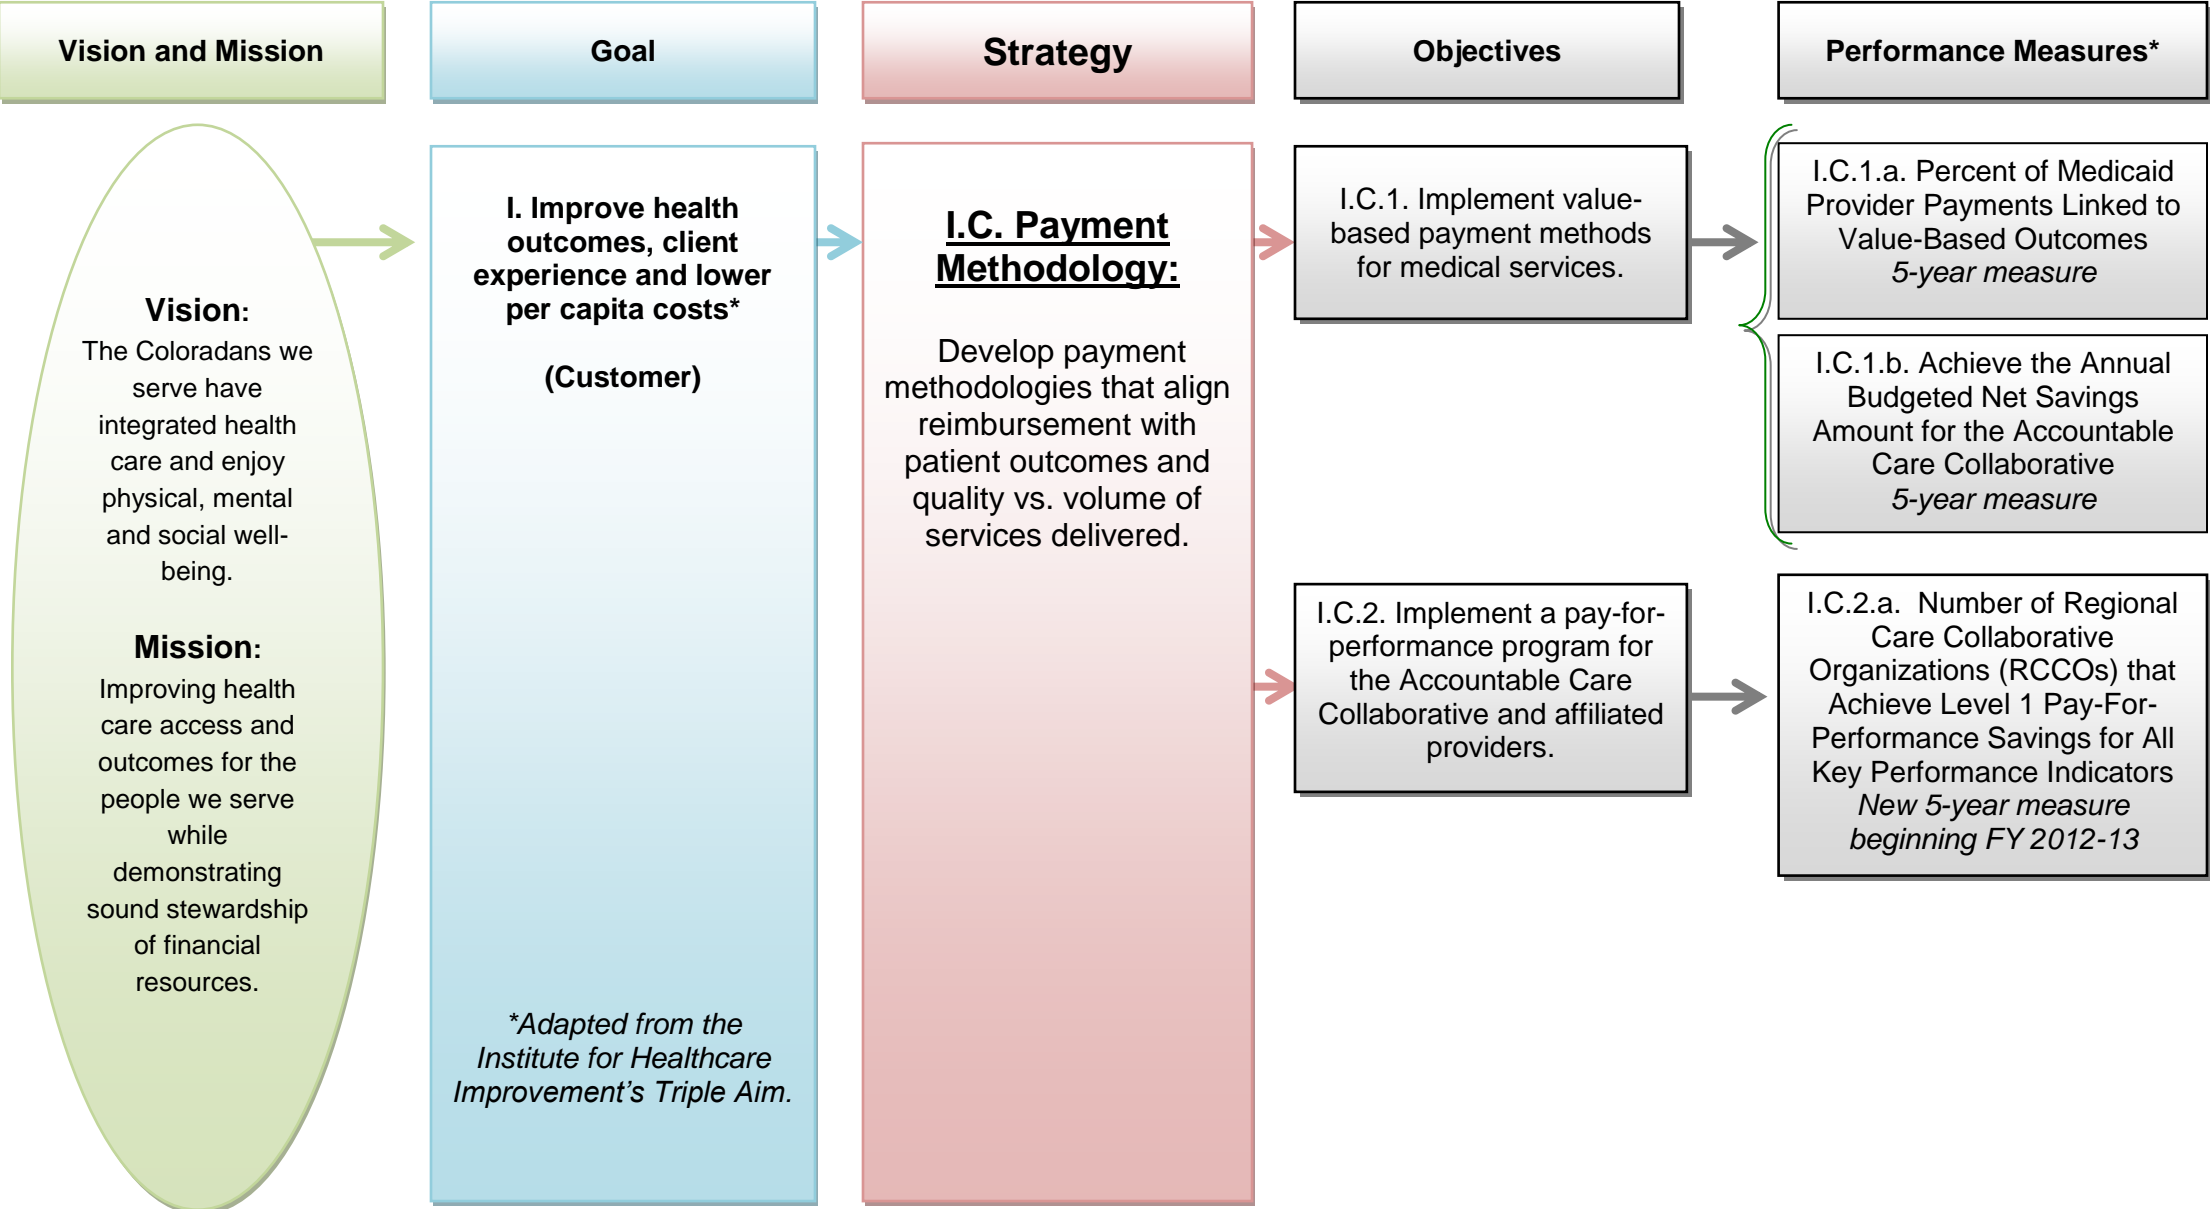 Vision and Mission
Goal
Strategy
Objectives
Performance Measures*
Vision:
The Coloradans we
serve have
integrated health
care and enjoy
physical, mental
and social well-
being.
Mission:
Improving health
care access and
outcomes for the
people we serve
while
demonstrating
sound stewardship
of financial
resources.
I. Improve health
outcomes, client
experience and lower
per capita costs*
(Customer)
*Adapted from the
Institute for Healthcare
Improvement’s Triple Aim.
I.C. Payment
Methodology:
Develop payment
methodologies that align
reimbursement with
patient outcomes and
quality vs. volume of
services delivered.
I.C.1. Implement value-
based payment methods
for medical services.
I.C.2. Implement a pay-for-
performance program for
the Accountable Care
Collaborative and affiliated
providers.
I.C.1.a. Percent of Medicaid
Provider Payments Linked to
Value-Based Outcomes
5-year measure
I.C.1.b. Achieve the Annual
Budgeted Net Savings
Amount for the Accountable
Care Collaborative
5-year measure
I.C.2.a. Number of Regional
Care Collaborative
Organizations (RCCOs) that
Achieve Level 1 Pay-For-
Performance Savings for All
Key Performance Indicators
New 5-year measure
beginning FY 2012-13